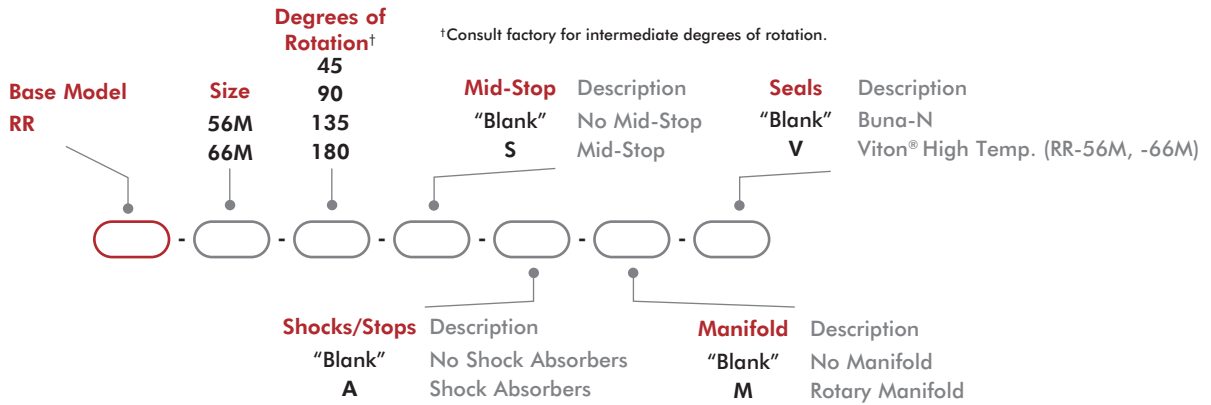 Degrees of
Rotation†
†Consult factory for intermediate degrees of rotation.
45
90
135
180
Base Model
RR
Size
56M
66M
Mid-Stop Description
"Blank" No Mid-Stop
S Mid-Stop
Seals Description
"Blank" Buna-N
V Viton® High Temp. (RR-56M, -66M)
- - - - - -
Shocks/Stops Description
"Blank" No Shock Absorbers
A Shock Absorbers
Manifold Description
"Blank" No Manifold
M Rotary Manifold